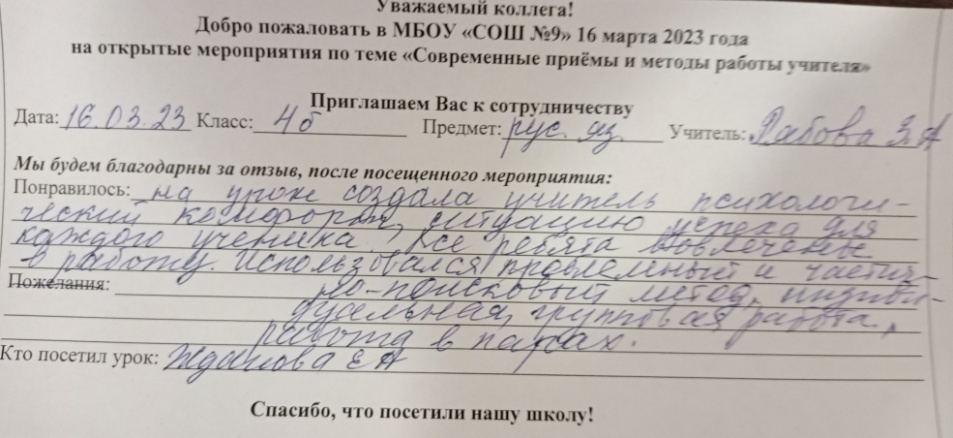 Уважаемый коллега!
Добро пожаловать в МБОУ «СОШ №9» 16 марта 2023 года
на открытые мероприятия по теме «Современные приёмы и методы работы учителя»
Приглашаем Вас к сотрудничеству
Дата: 16.03.23 Класс: 4б Предмет: рус. яз. Учитель: Рабова З А
Мы будем благодарны за отзыв, после посещенного мероприятия:
Понравилось: на уроке создала учитель психологи-
ческий комфорт, ситуацию успеха для
каждого ученика. Все ребята вовлечены
в работу. Использовался проблемный и частич-
Пожелания: но-поисковый метод, индиви-
дуальная, групповая работа,
работа в парах.
Кто посетил урок: Жданова Е А
Спасибо, что посетили нашу школу!